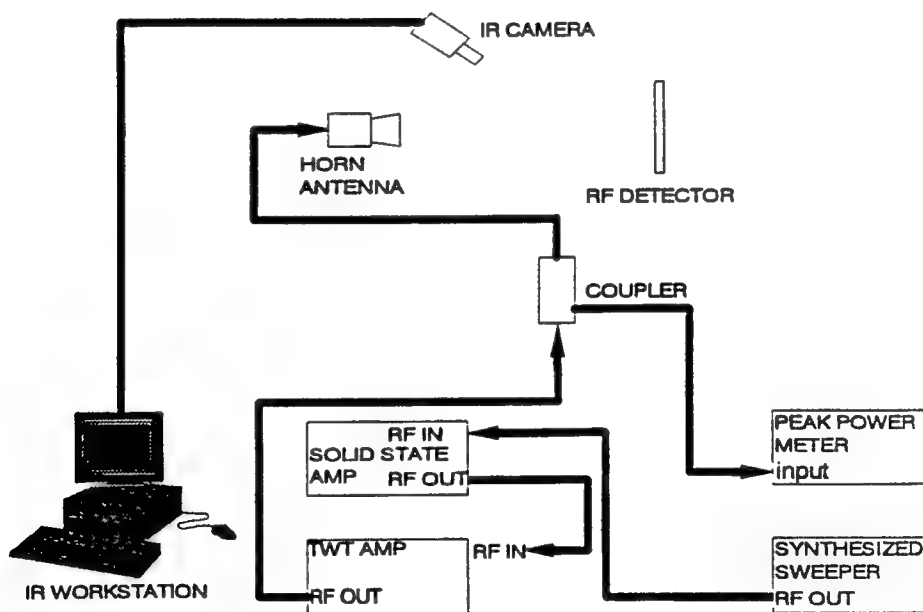 IR CAMERA
HORN
ANTENNA
RF DETECTOR
COUPLER
RF IN
SOLID STATE
AMP
RF OUT
PEAK POWER
METER
input
TWT AMP
RF IN
RF OUT
SYNTHESIZED
SWEEPER
RF OUT
IR WORKSTATION